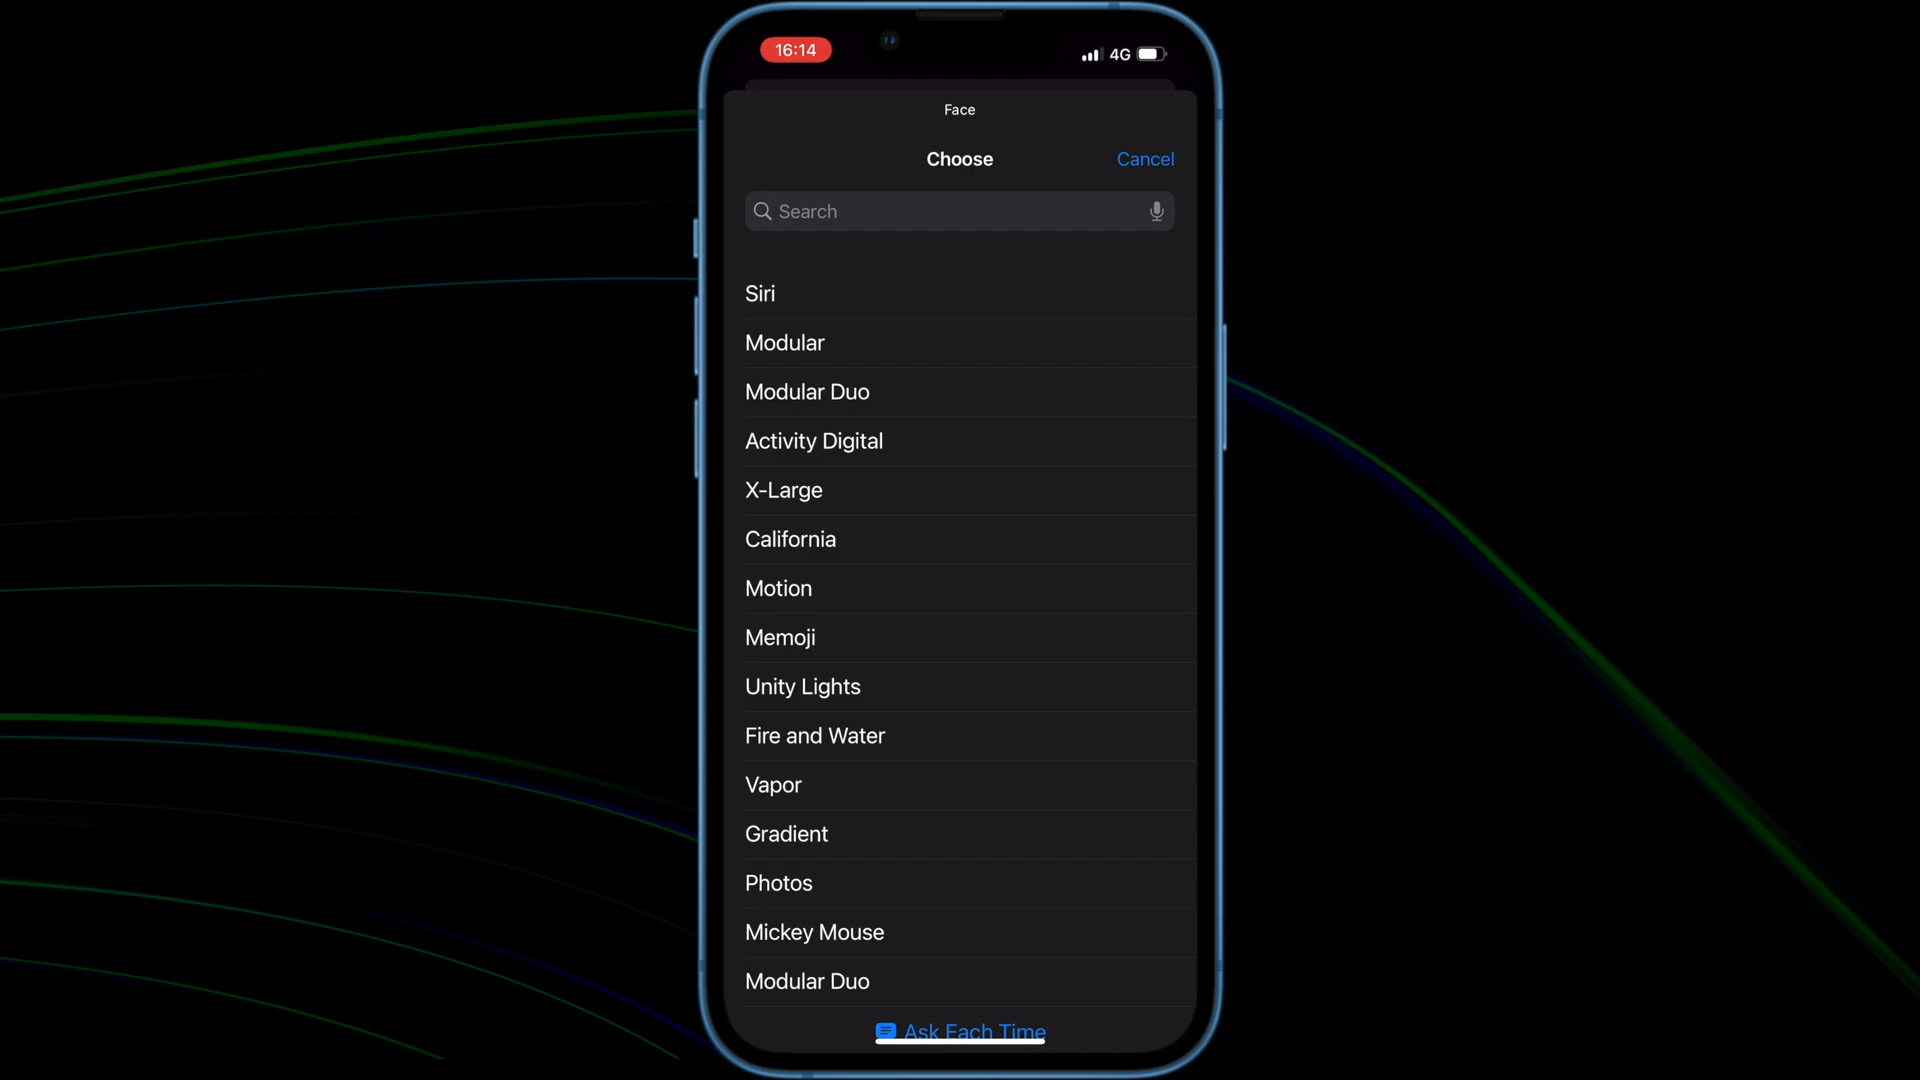 16:14
4G
Face
Choose
Cancel
Search
Siri
Modular
Modular Duo
Activity Digital
X-Large
California
Motion
Memoji
Unity Lights
Fire and Water
Vapor
Gradient
Photos
Mickey Mouse
Modular Duo
Ask Each Time